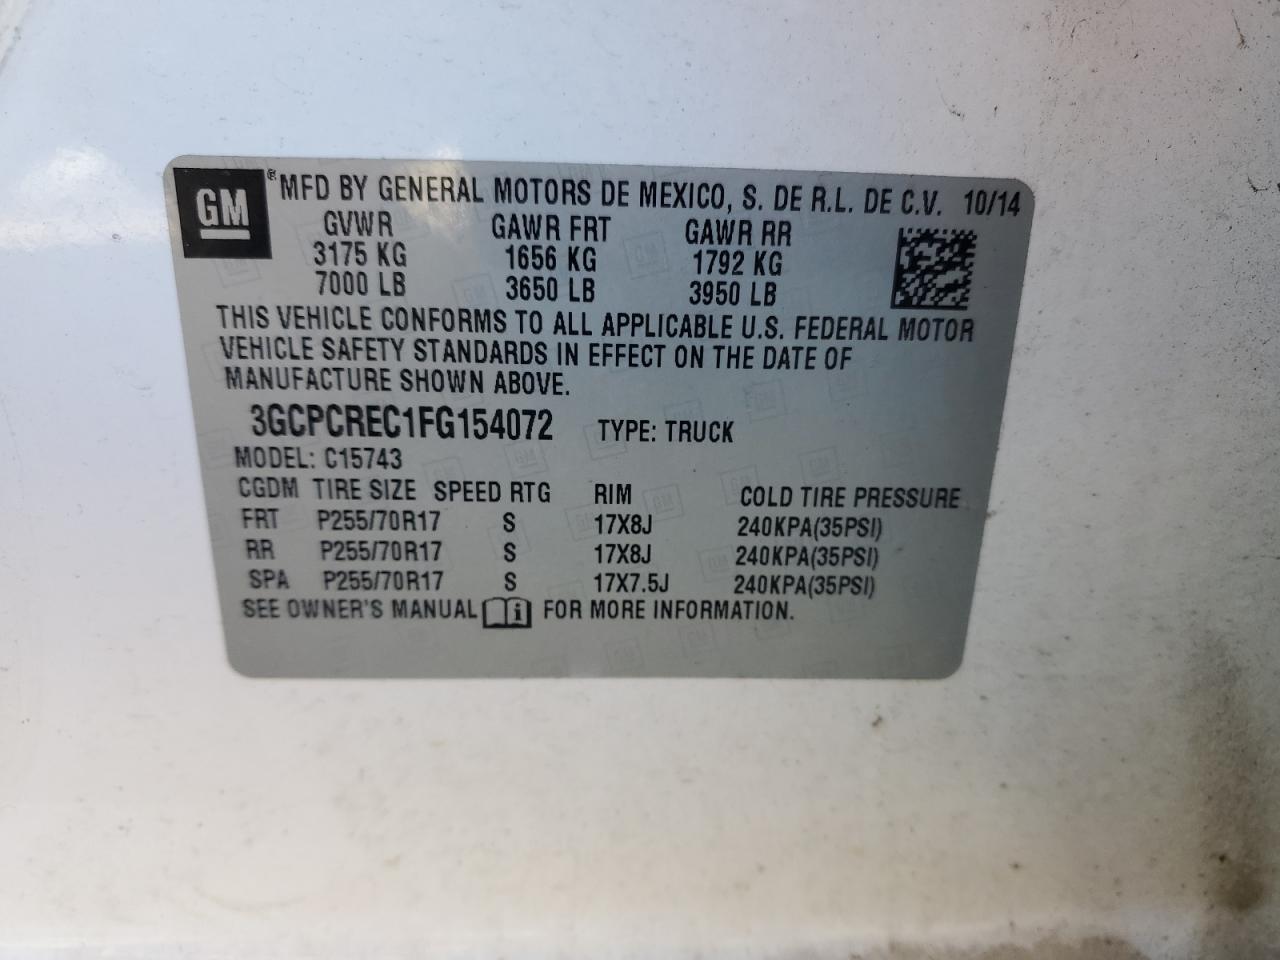 GM ® MFD BY GENERAL MOTORS DE MEXICO, S. DE R.L. DE C.V. 10/14
GVWR GAWR FRT GAWR RR
3175 KG 1656 KG 1792 KG
7000 LB 3650 LB 3950 LB
THIS VEHICLE CONFORMS TO ALL APPLICABLE U.S. FEDERAL MOTOR
VEHICLE SAFETY STANDARDS IN EFFECT ON THE DATE OF
MANUFACTURE SHOWN ABOVE.
3GCPCREC1FG154072 TYPE: TRUCK
MODEL: C15743
CGDM TIRE SIZE SPEED RTG RIM COLD TIRE PRESSURE
FRT P255/70R17 S 17X8J 240KPA(35PSI)
RR P255/70R17 S 17X8J 240KPA(35PSI)
SPA P255/70R17 S 17X7.5J 240KPA(35PSI)
SEE OWNER'S MANUAL i FOR MORE INFORMATION.